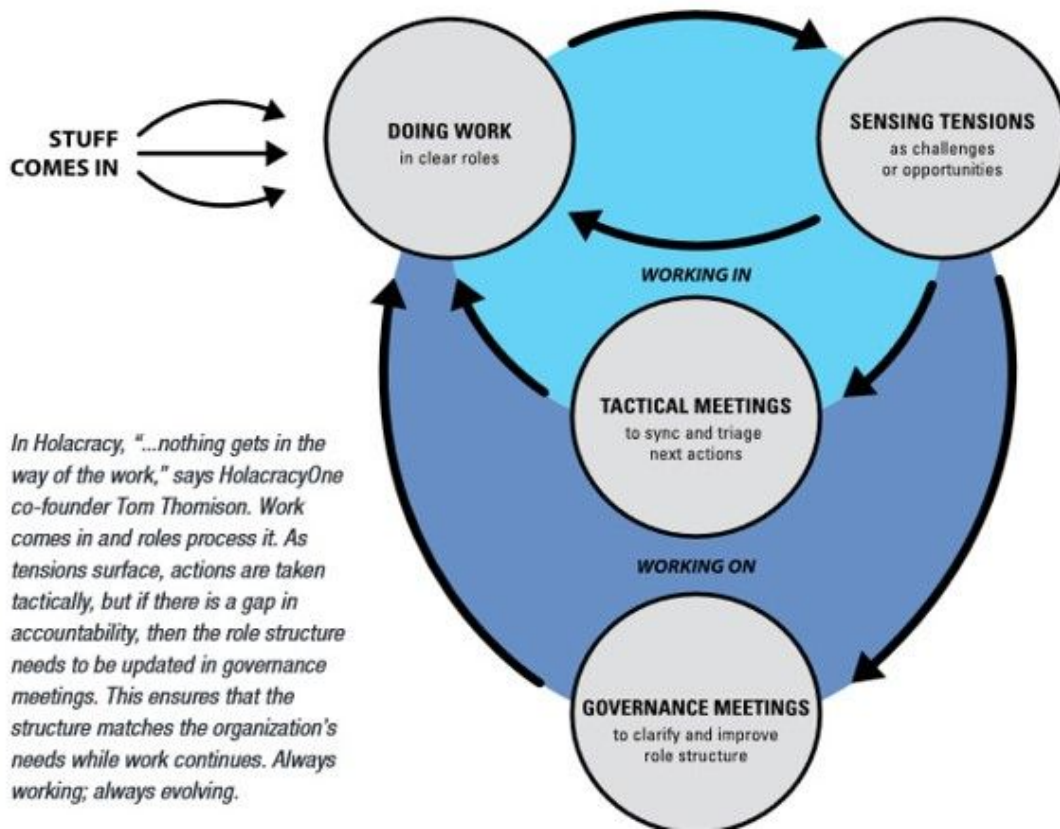 STUFF
COMES IN
DOING WORK
in clear roles
SENSING TENSIONS
as challenges
or opportunities
WORKING IN
TACTICAL MEETINGS
to sync and triage
next actions
WORKING ON
GOVERNANCE MEETINGS
to clarify and improve
role structure
In Holacracy, “...nothing gets in the
way of the work,” says HolacracyOne
co-founder Tom Thomison. Work
comes in and roles process it. As
tensions surface, actions are taken
tactically, but if there is a gap in
accountability, then the role structure
needs to be updated in governance
meetings. This ensures that the
structure matches the organization’s
needs while work continues. Always
working; always evolving.